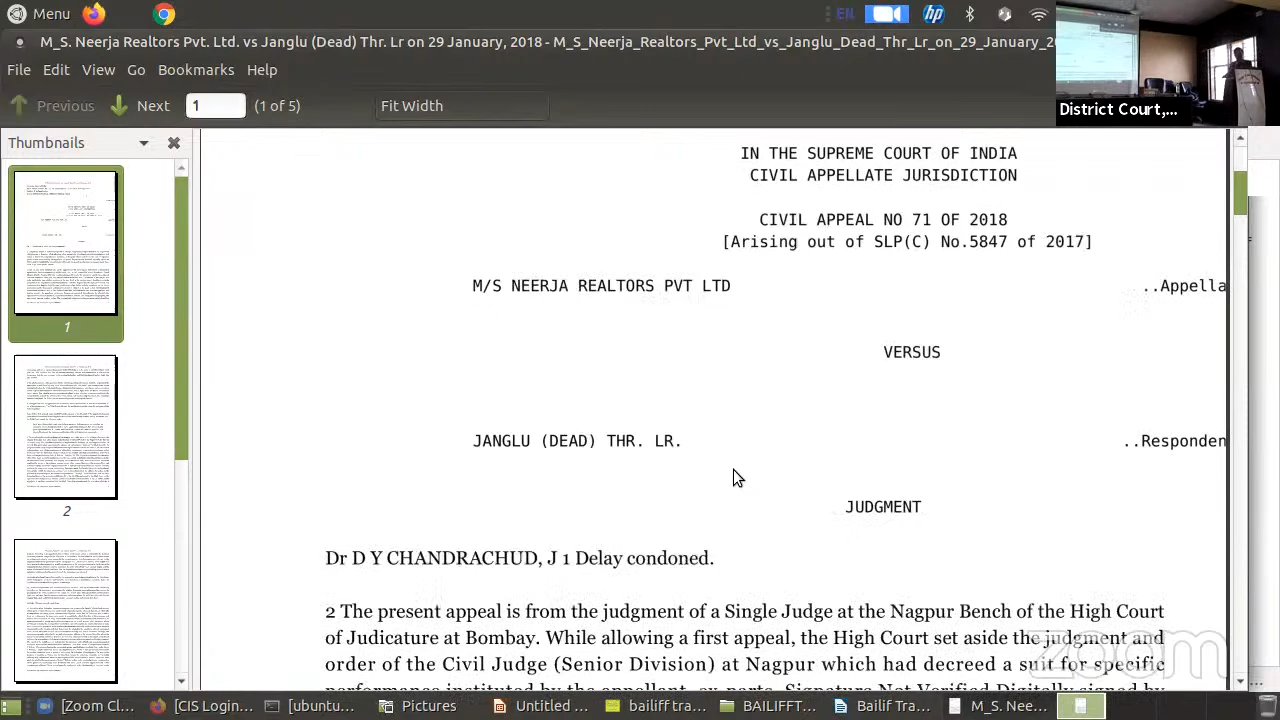 Menu
EN
hp
M_S. Neerja Realtors Pvt. Ltd. vs Janglu (Dead) Thr. Lr on 29 January, 2018 - M_S_Neerja_Realtors_Pvt_Ltd_vs_Janglu_Dead_Thr_Lr_on_29_January_20
File Edit View Go Bookmarks Help
Previous Next 1 (1 of 5) Fit Width
District Court,...
Thumbnails
1
2
IN THE SUPREME COURT OF INDIA
CIVIL APPELLATE JURISDICTION
CIVIL APPEAL NO 71 OF 2018
[Arising out of SLP(C) No.5847 of 2017]
M/S NEERJA REALTORS PVT LTD ..Appella
VERSUS
JANGLU (DEAD) THR. LR. ..Responden
JUDGMENT
Dr D Y CHANDRACHUD, J 1 Delay condoned.
2 The present appeal is from the judgment of a Single Judge at the Nagpur Bench of the High Court
of Judicature at Bombay. While allowing a first appeal, the High Court set aside the judgment and
order of the Civil Judge (Senior Division) at Nagpur which had decreed a suit for specific
zoom
[Zoom Cl... [CIS Login... [ubuntu... Pictures Untitled ... bailiff tra... BAILIFFT... Bailif Tra... M_S._Nee...